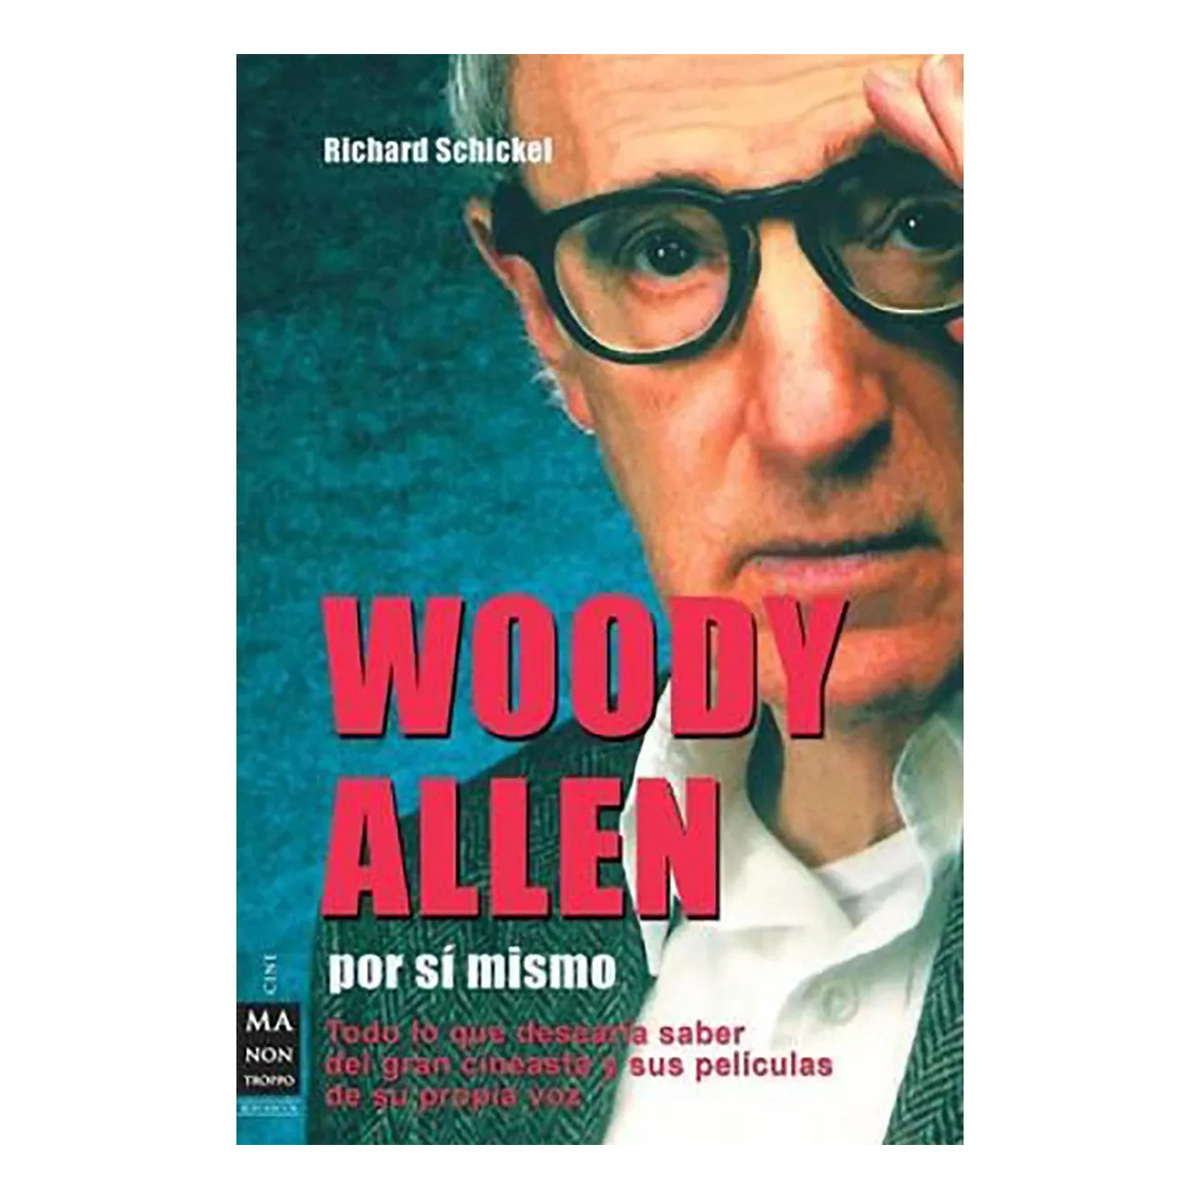 Richard Schickel
WOODY
ALLEN
por sí mismo
Todo lo que desearía saber
del gran cineasta y sus películas
de su propia voz
CINE
MA
NON
TROPPO